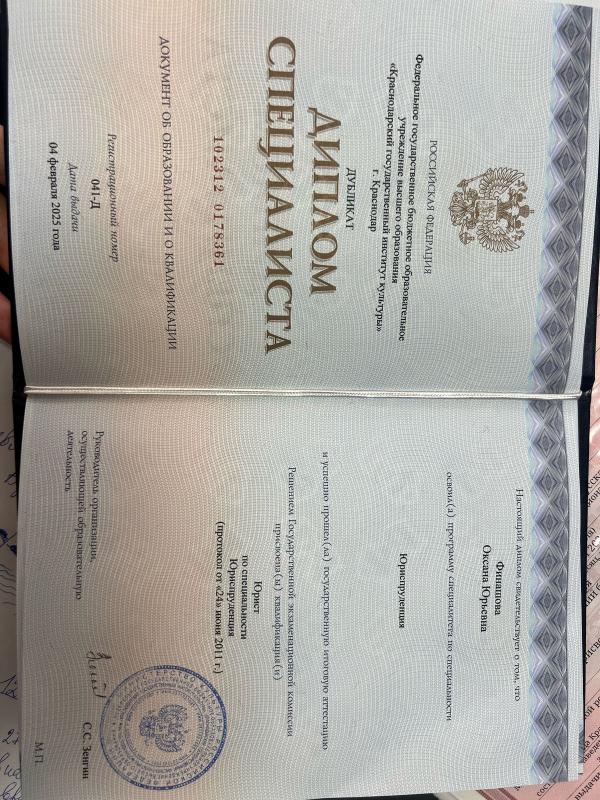 РОССИЙСКАЯ ФЕДЕРАЦИЯ
Федеральное государственное бюджетное образовательное
учреждение высшего образования
«Краснодарский государственный институт культуры»
г. Краснодар
ДУБЛИКАТ
ДИПЛОМ
СПЕЦИАЛИСТА
102312 0178361
ДОКУМЕНТ ОБ ОБРАЗОВАНИИ И О КВАЛИФИКАЦИИ
Регистрационный номер
041-Д
Дата выдачи
04 февраля 2025 года
Настоящий диплом свидетельствует о том, что
Финашова
Оксана Юрьевна
освоил(а) программу специалитета по специальности
Юриспруденция
и успешно прошел(ла) государственную итоговую аттестацию
Решением Государственной экзаменационной комиссии
присвоена(ы) квалификация(и)
Юрист
по специальности
Юриспруденция
(протокол от «24» июня 2011 г.)
Руководитель организации,
осуществляющей образовательную
деятельность
С.С. Зенгин
М.П.